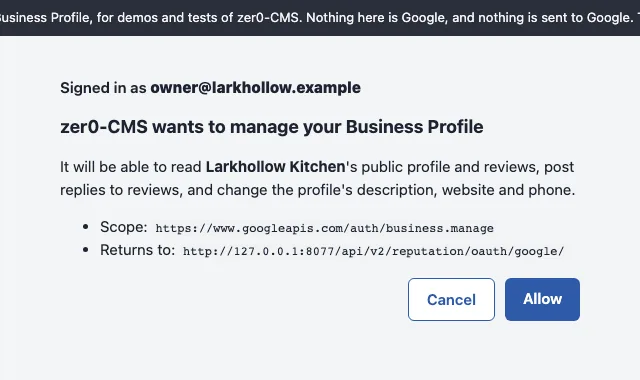 Business Profile, for demos and tests of zer0-CMS. Nothing here is Google, and nothing is sent to Google.
Signed in as owner@larkhollow.example
zer0-CMS wants to manage your Business Profile
It will be able to read Larkhollow Kitchen's public profile and reviews, post
replies to reviews, and change the profile's description, website and phone.
• Scope: https://www.googleapis.com/auth/business.manage
• Returns to: http://127.0.0.1:8077/api/v2/reputation/oauth/google/
Cancel
Allow